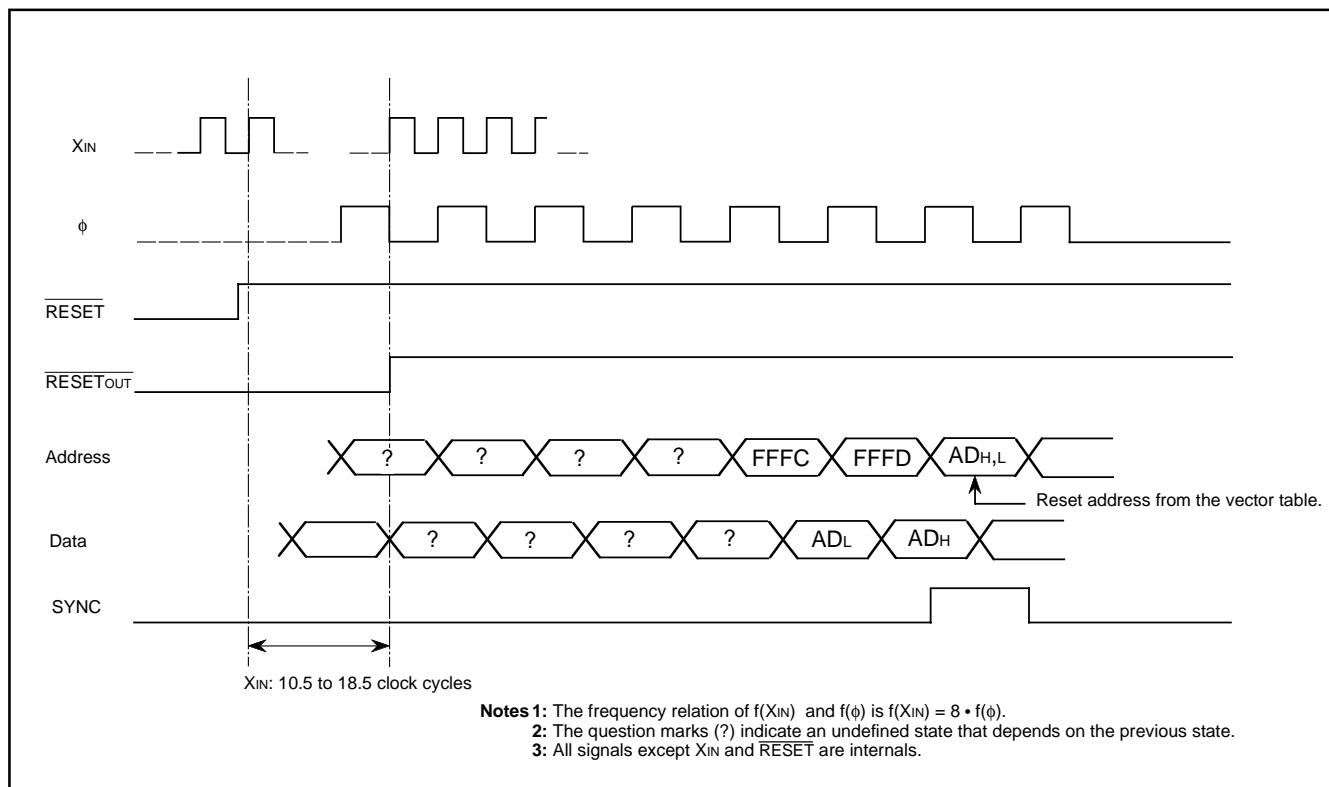 XIN
ϕ
RESET
RESETOUT
Address
? ? ? ? FFFC FFFD ADH,L
Reset address from the vector table.
Data
? ? ? ? ADL ADH
SYNC
XIN: 10.5 to 18.5 clock cycles
Notes 1: The frequency relation of f(XIN) and f(ϕ) is f(XIN) = 8 • f(ϕ).
2: The question marks (?) indicate an undefined state that depends on the previous state.
3: All signals except XIN and RESET are internals.